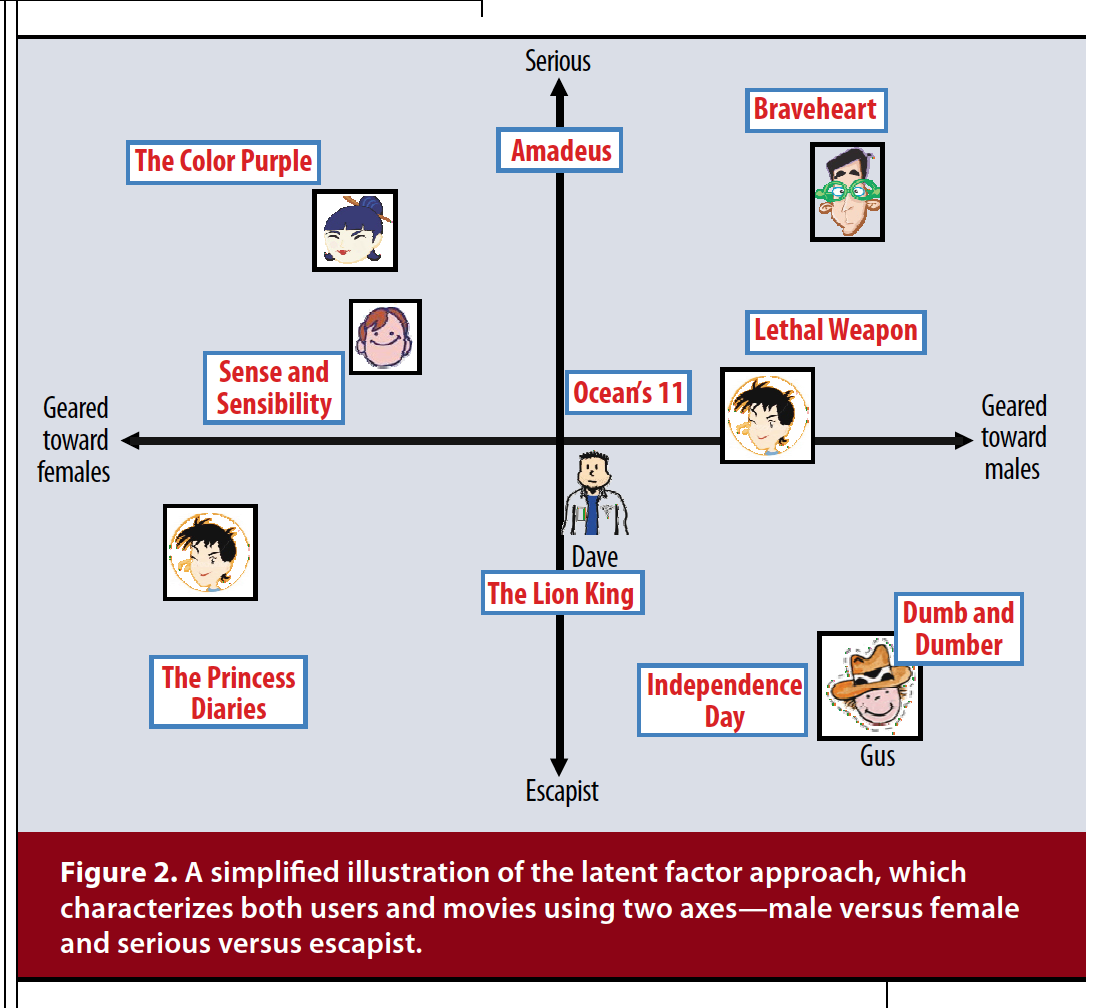 Serious
Braveheart
Amadeus
The Color Purple
Lethal Weapon
Sense and
Sensibility
Ocean's 11
Geared
toward
females
Geared
toward
males
Dave
The Lion King
Dumb and
Dumber
The Princess
Diaries
Independence
Day
Gus
Escapist
Figure 2. A simplified illustration of the latent factor approach, which
characterizes both users and movies using two axes—male versus female
and serious versus escapist.